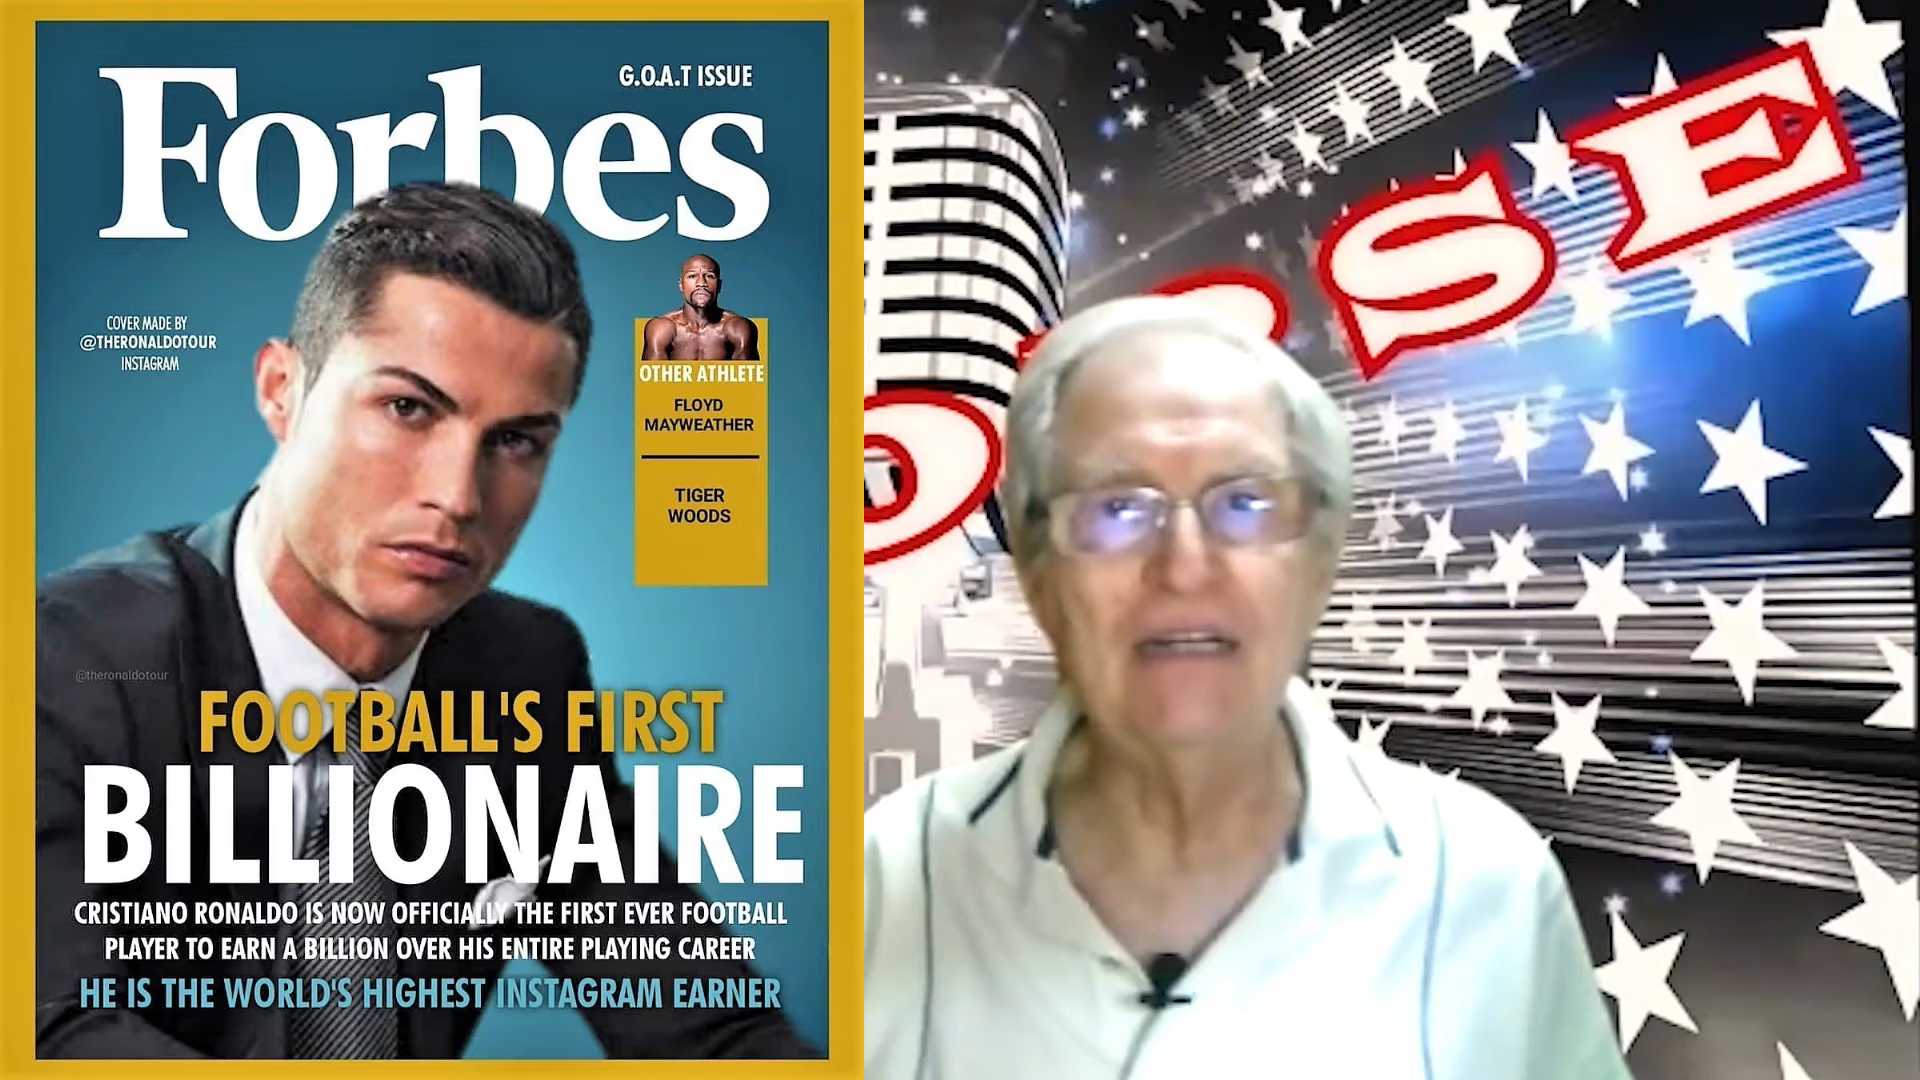 G.O.A.T ISSUE
Forbes
COVER MADE BY
@THERONALDOTOUR
INSTAGRAM
OTHER ATHLETE
FLOYD
MAYWEATHER
TIGER
WOODS
@theronaldotour
FOOTBALL'S FIRST
BILLIONAIRE
CRISTIANO RONALDO IS NOW OFFICIALLY THE FIRST EVER FOOTBALL
PLAYER TO EARN A BILLION OVER HIS ENTIRE PLAYING CAREER
HE IS THE WORLD'S HIGHEST INSTAGRAM EARNER